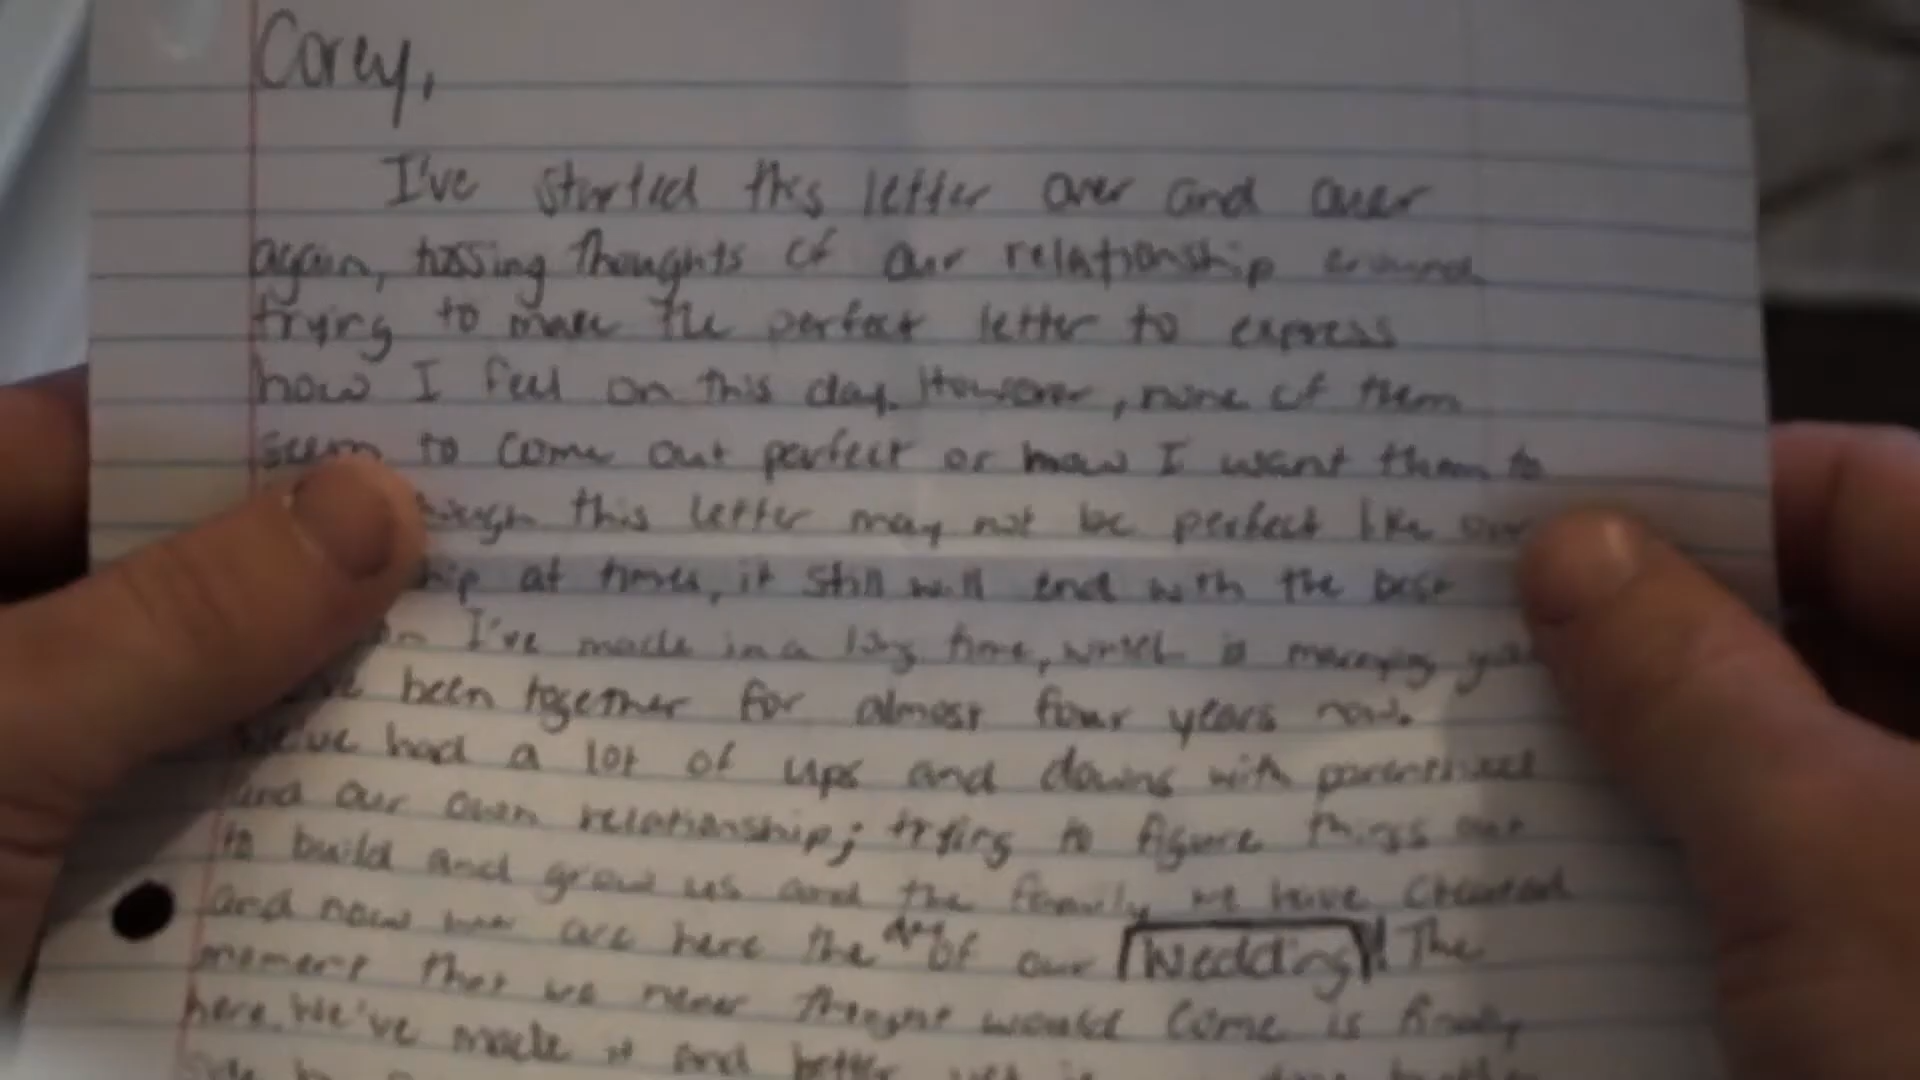 Corey,
I've started this letter over and over
again, tossing thoughts of our relationship around
trying to make the perfect letter to express
how I feel on this day. However, none of them
seem to come out perfect or how I want them to
this letter may not be perfect like our
at times, it still will end with the best
I've made in a long time, which is marrying you
been together for almost four years now.
We've had a lot of ups and downs with parenthood
and our own relationship; trying to figure things out
to build and grow us and the family we have created
and now we are here the day of our Wedding! The
moment that we never thought would come is finally
here. We've made it and better yet